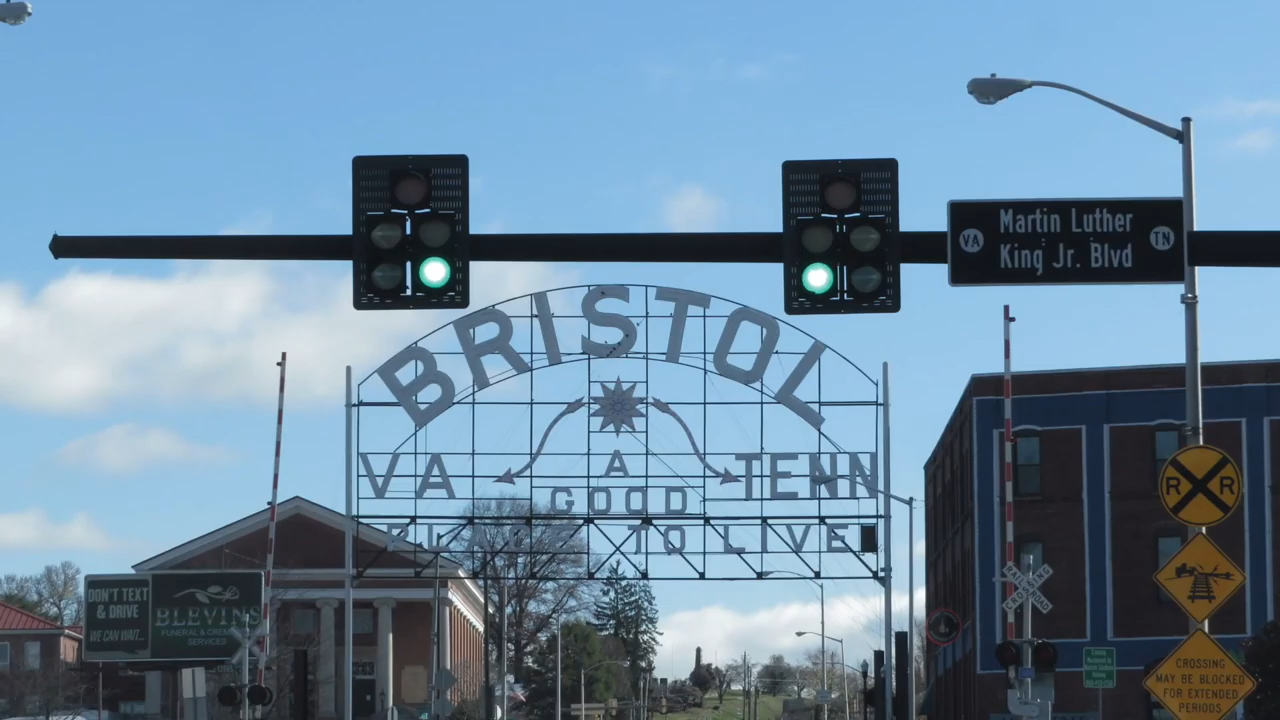 VA
Martin Luther
King Jr. Blvd
TN
BRISTOL
VA
TENN
A
GOOD
PLACE TO LIVE
DON'T TEXT
& DRIVE
WE CAN WAIT...
BLEVINS
FUNERAL & CREMATION
SERVICES
R R
RAILROAD
CROSSING
CROSSING
MAY BE BLOCKED
FOR EXTENDED
PERIODS